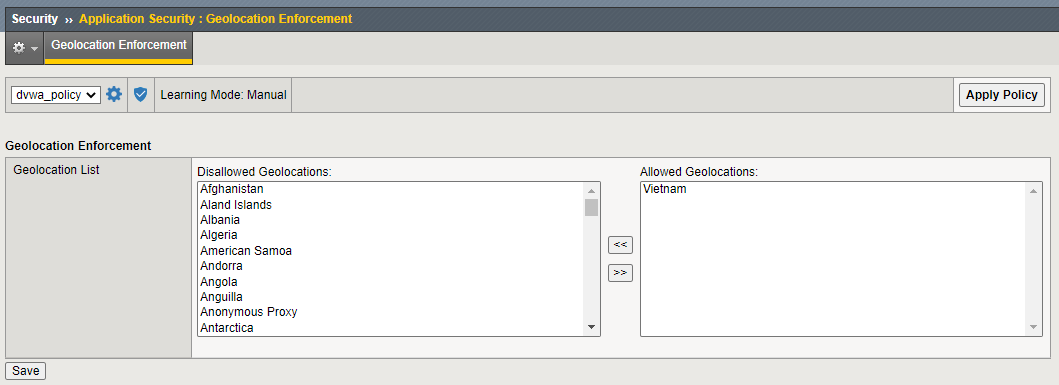 Security ›› Application Security : Geolocation Enforcement
Geolocation Enforcement
dvwa_policy Learning Mode: Manual Apply Policy
Geolocation Enforcement
Geolocation List
Disallowed Geolocations:
Afghanistan
Aland Islands
Albania
Algeria
American Samoa
Andorra
Angola
Anguilla
Anonymous Proxy
Antarctica
<<
>>
Allowed Geolocations:
Vietnam
Save